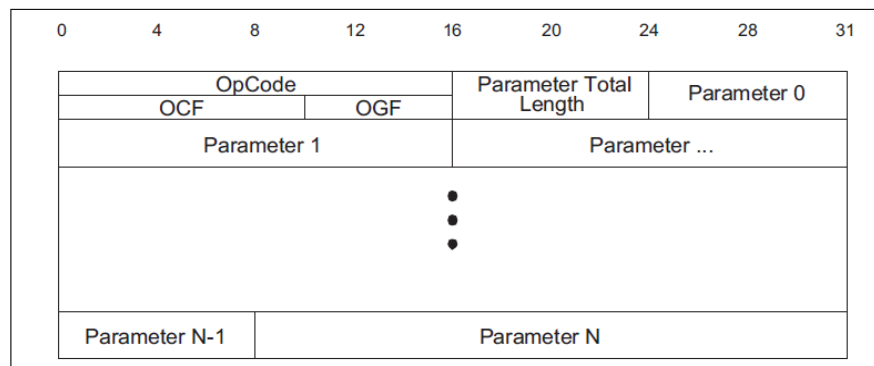 0 4 8 12 16 20 24 28 31
OpCode
OCF OGF
Parameter Total
Length
Parameter 0
Parameter 1 Parameter ...
Parameter N-1 Parameter N